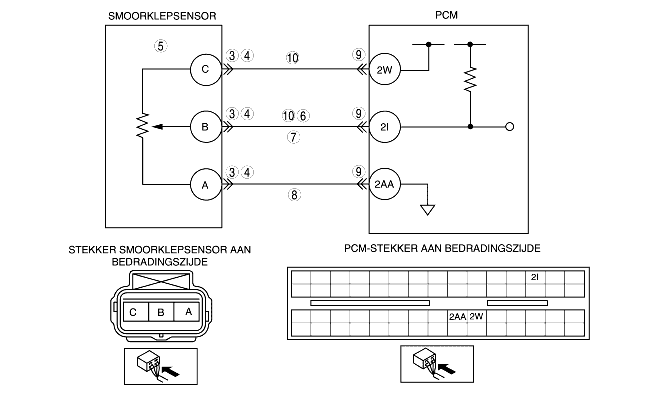 SMOORKLEPSENSOR
PCM
5
C
3 4
10
9
2W
B
3 4
10 6
7
9
2I
A
3 4
8
9
2AA
STEKKER SMOORKLEPSENSOR AAN
BEDRADINGSZIJDE
PCM-STEKKER AAN BEDRADINGSZIJDE
C B A
2I
2AA 2W